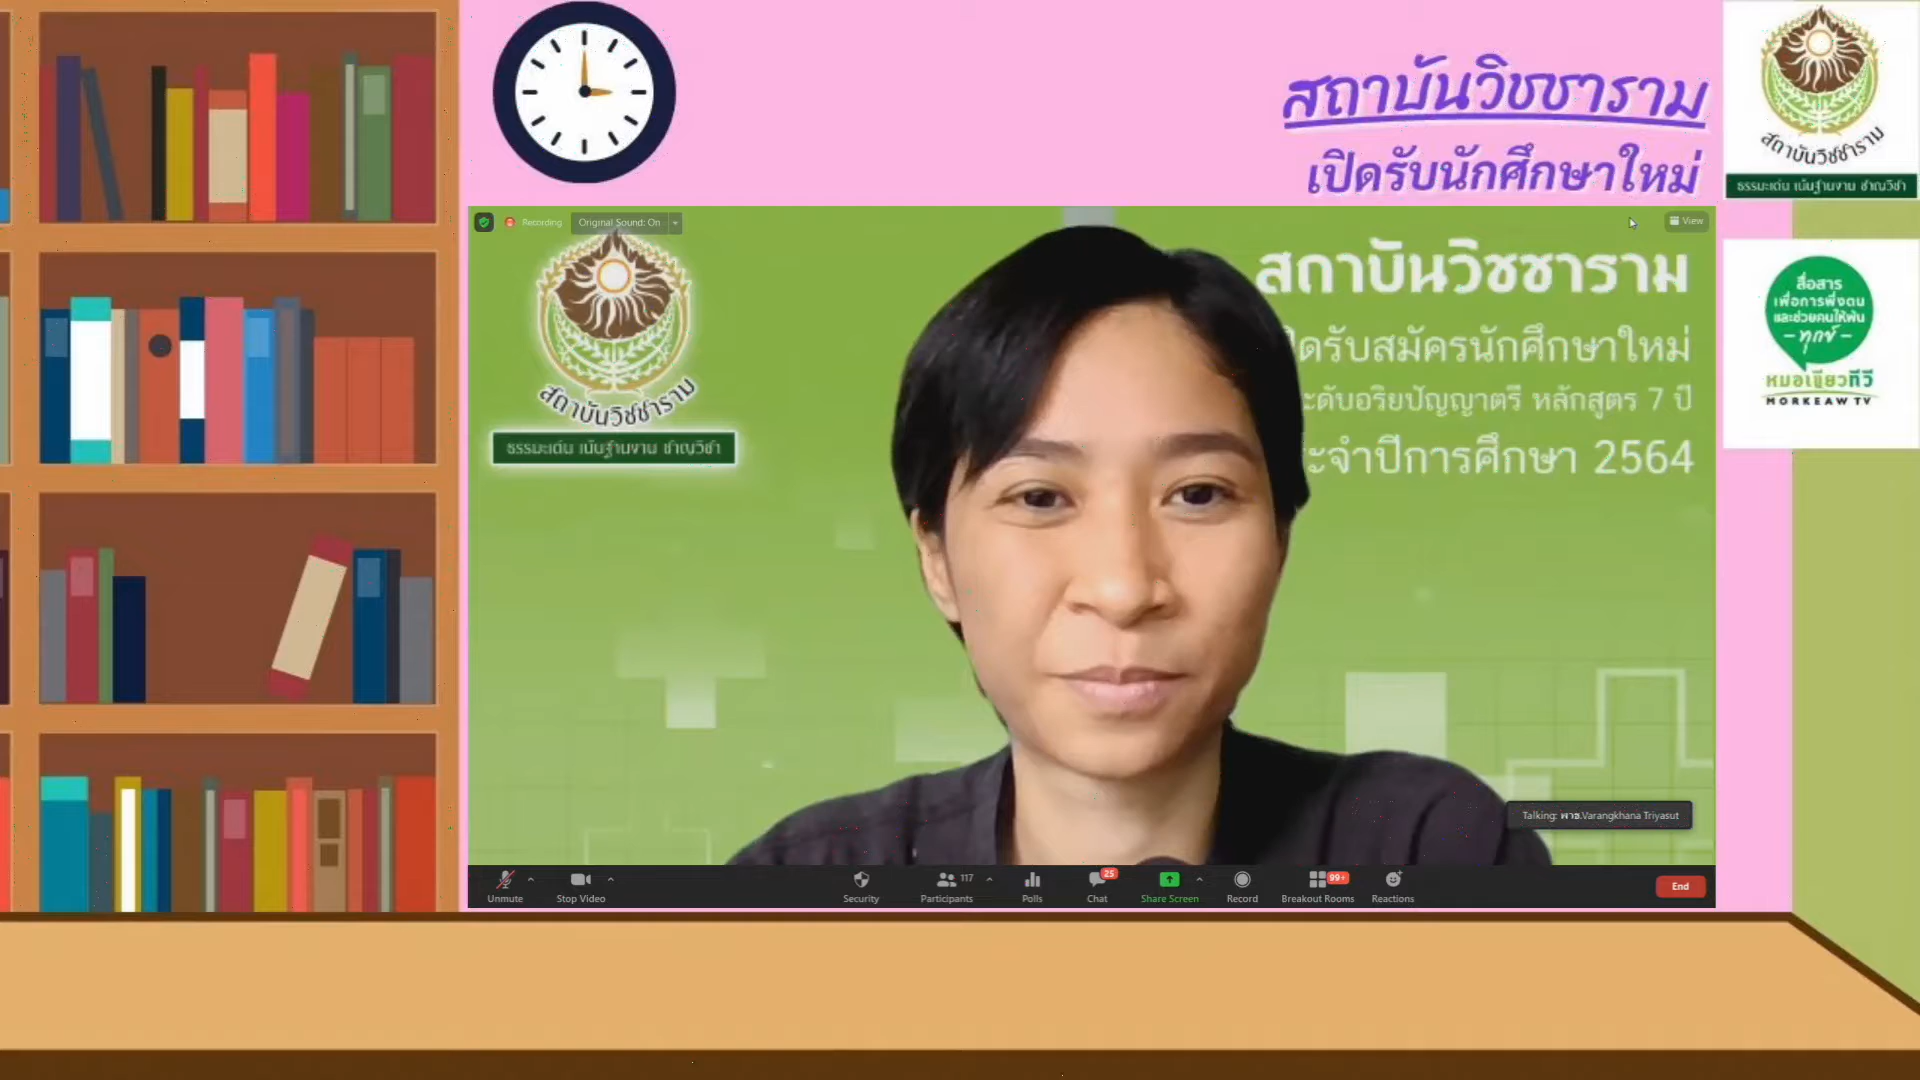 สถาบันวิชชาราม
เปิดรับนักศึกษาใหม่
สถาบันวิชชาราม
ธรรมะเด่น เน้นฐานงาน ชำนาญวิชา
สื่อสาร
เพื่อการพึ่งตน
และช่วยคนให้พ้น
- ทุกข์ -
หมอเขียวทีวี
MORKEAW TV
Recording
Original Sound: On
View
สถาบันวิชชาราม
ธรรมะเด่น เน้นฐานงาน ชำนาญวิชา
สถาบันวิชชาราม
ปิดรับสมัครนักศึกษาใหม่
ะดับอริยปัญญาตรี หลักสูตร 7 ปี
ะจำปีการศึกษา 2564
Talking: พวธ.Varangkhana Triyasut
Unmute
Stop Video
Security
117
Participants
Polls
25
Chat
Share Screen
Record
99+
Breakout Rooms
Reactions
End